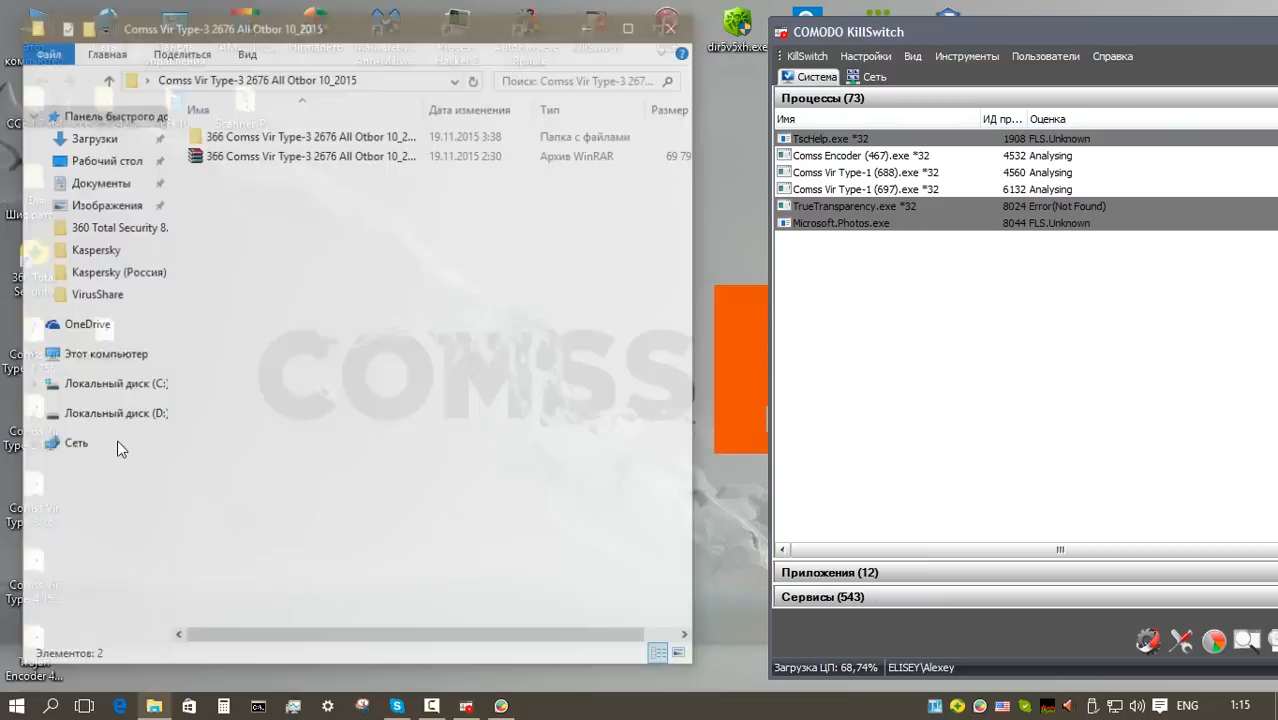 Comss Vir Type-3 2676 All Otbor 10_2015
Файл Главная Поделиться Вид
Comss Vir Type-3 2676 All Otbor 10_2015
Поиск: Comss Vir Type-3 267...
Имя Дата изменения Тип Размер
Панель быстрого дс
Загрузки
Рабочий стол
Документы
Изображения
360 Total Security 8.
Kaspersky
Kaspersky (Россия)
VirusShare
OneDrive
Этот компьютер
Локальный диск (C:)
Локальный диск (D:)
Сеть
366 Comss Vir Type-3 2676 All Otbor 10_2... 19.11.2015 3:38 Папка с файлами
366 Comss Vir Type-3 2676 All Otbor 10_2... 19.11.2015 2:30 Архив WinRAR 69 79
COMSS
Элементов: 2
Encoder 4...
dir5v5xh.exe
COMODO KillSwitch
KillSwitch Настройки Вид Инструменты Пользователи Справка
Система Сеть
Процессы (73)
Имя ИД пр... Оценка
TscHelp.exe *32 1908 FLS.Unknown
Comss Encoder (467).exe *32 4532 Analysing
Comss Vir Type-1 (688).exe *32 4560 Analysing
Comss Vir Type-1 (697).exe *32 6132 Analysing
TrueTransparency.exe *32 8024 Error(Not Found)
Microsoft.Photos.exe 8044 FLS.Unknown
Приложения (12)
Сервисы (543)
Загрузка ЦП: 68,74% ELISEY\Alexey
ENG 1:15